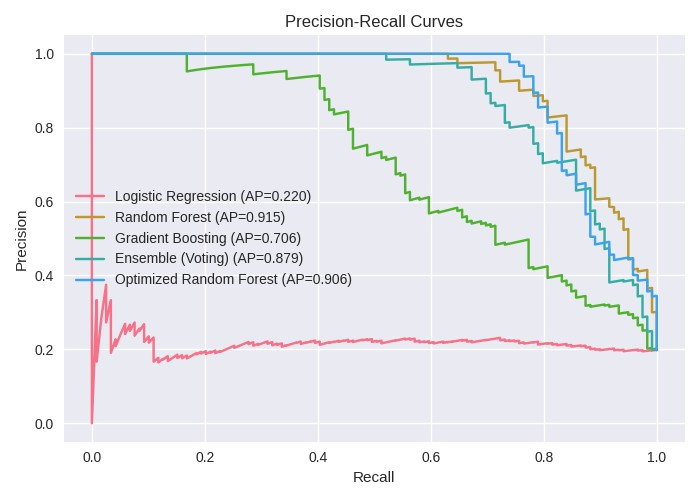 Precision-Recall Curves
1.0
0.8
0.6
0.4
0.2
0.0
Precision
Logistic Regression (AP=0.220)
Random Forest (AP=0.915)
Gradient Boosting (AP=0.706)
Ensemble (Voting) (AP=0.879)
Optimized Random Forest (AP=0.906)
0.0 0.2 0.4 0.6 0.8 1.0
Recall